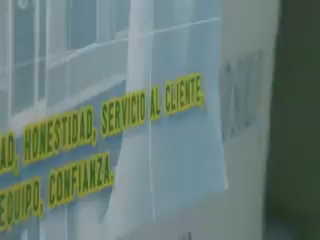 AD, HONESTIDAD, SERVICIO AL CLIENTE,
EQUIPO, CONFIANZA.